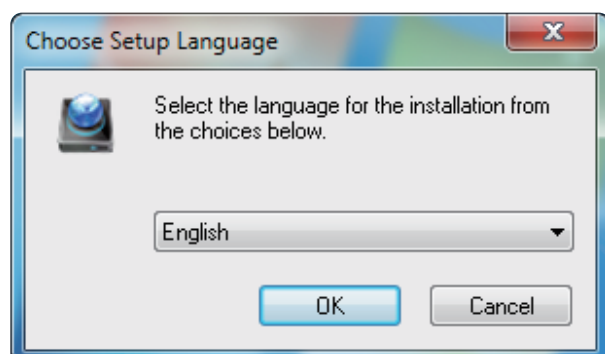 Choose Setup Language
Select the language for the installation from
the choices below.
English
OK
Cancel